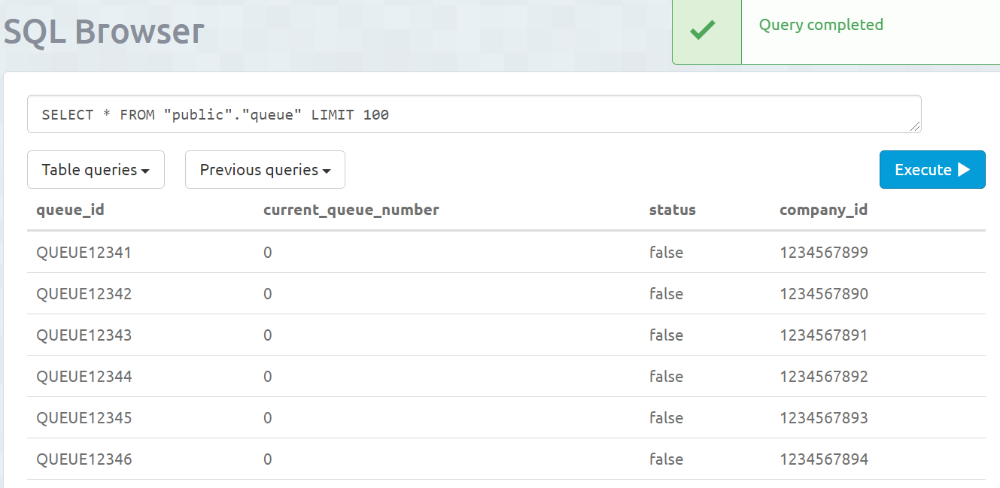 SQL Browser
Query completed
SELECT * FROM "public"."queue" LIMIT 100
Table queries Previous queries Execute
queue_id current_queue_number status company_id
QUEUE12341 0 false 1234567899
QUEUE12342 0 false 1234567890
QUEUE12343 0 false 1234567891
QUEUE12344 0 false 1234567892
QUEUE12345 0 false 1234567893
QUEUE12346 0 false 1234567894